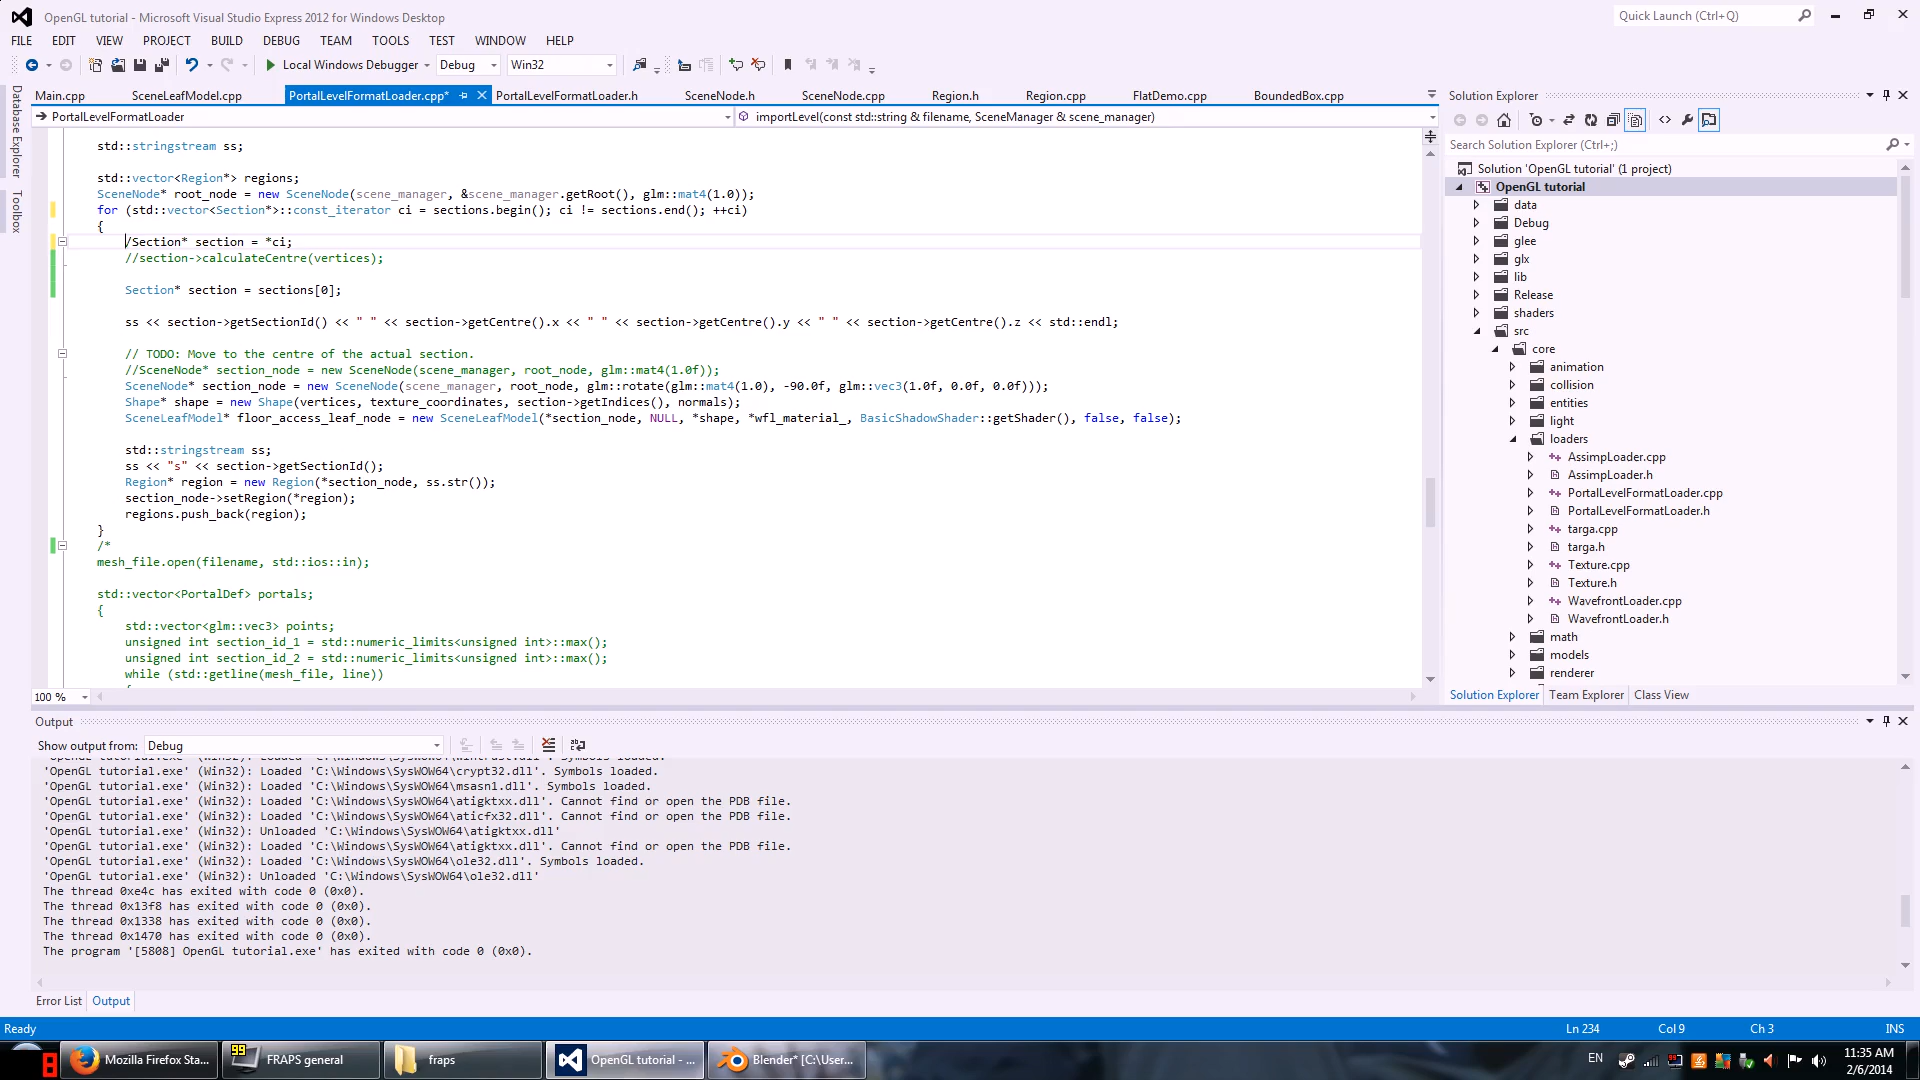 OpenGL tutorial - Microsoft Visual Studio Express 2012 for Windows Desktop
Quick Launch (Ctrl+Q)
FILE EDIT VIEW PROJECT BUILD DEBUG TEAM TOOLS TEST WINDOW HELP
Local Windows Debugger Debug Win32
Database Explorer
Toolbox
Main.cpp SceneLeafModel.cpp PortalLevelFormatLoader.cpp* PortalLevelFormatLoader.h SceneNode.h SceneNode.cpp Region.h Region.cpp FlatDemo.cpp BoundedBox.cpp
PortalLevelFormatLoader importLevel(const std::string & filename, SceneManager & scene_manager)
std::stringstream ss;
std::vector<Region*> regions;
SceneNode* root_node = new SceneNode(scene_manager, &scene_manager.getRoot(), glm::mat4(1.0));
for (std::vector<Section*>::const_iterator ci = sections.begin(); ci != sections.end(); ++ci)
{
/Section* section = *ci;
//section->calculateCentre(vertices);
Section* section = sections[0];
ss << section->getSectionId() << " " << section->getCentre().x << " " << section->getCentre().y << " " << section->getCentre().z << std::endl;
// TODO: Move to the centre of the actual section.
//SceneNode* section_node = new SceneNode(scene_manager, root_node, glm::mat4(1.0f));
SceneNode* section_node = new SceneNode(scene_manager, root_node, glm::rotate(glm::mat4(1.0), -90.0f, glm::vec3(1.0f, 0.0f, 0.0f)));
Shape* shape = new Shape(vertices, texture_coordinates, section->getIndices(), normals);
SceneLeafModel* floor_access_leaf_node = new SceneLeafModel(*section_node, NULL, *shape, *wfl_material_, BasicShadowShader::getShader(), false, false);
std::stringstream ss;
ss << "s" << section->getSectionId();
Region* region = new Region(*section_node, ss.str());
section_node->setRegion(*region);
regions.push_back(region);
}
/*
mesh_file.open(filename, std::ios::in);
std::vector<PortalDef> portals;
{
std::vector<glm::vec3> points;
unsigned int section_id_1 = std::numeric_limits<unsigned int>::max();
unsigned int section_id_2 = std::numeric_limits<unsigned int>::max();
while (std::getline(mesh_file, line))
100 %
Solution Explorer
Search Solution Explorer (Ctrl+;)
Solution 'OpenGL tutorial' (1 project)
OpenGL tutorial
data
Debug
glee
glx
lib
Release
shaders
src
core
animation
collision
entities
light
loaders
AssimpLoader.cpp
AssimpLoader.h
PortalLevelFormatLoader.cpp
PortalLevelFormatLoader.h
targa.cpp
targa.h
Texture.cpp
Texture.h
WavefrontLoader.cpp
WavefrontLoader.h
math
models
renderer
Solution Explorer Team Explorer Class View
Output
Show output from: Debug
'OpenGL tutorial.exe' (Win32): Loaded 'C:\Windows\SysWOW64\crypt32.dll'. Symbols loaded.
'OpenGL tutorial.exe' (Win32): Loaded 'C:\Windows\SysWOW64\msasn1.dll'. Symbols loaded.
'OpenGL tutorial.exe' (Win32): Loaded 'C:\Windows\SysWOW64\atigktxx.dll'. Cannot find or open the PDB file.
'OpenGL tutorial.exe' (Win32): Loaded 'C:\Windows\SysWOW64\aticfx32.dll'. Cannot find or open the PDB file.
'OpenGL tutorial.exe' (Win32): Unloaded 'C:\Windows\SysWOW64\atigktxx.dll'
'OpenGL tutorial.exe' (Win32): Loaded 'C:\Windows\SysWOW64\atigktxx.dll'. Cannot find or open the PDB file.
'OpenGL tutorial.exe' (Win32): Loaded 'C:\Windows\SysWOW64\ole32.dll'. Symbols loaded.
'OpenGL tutorial.exe' (Win32): Unloaded 'C:\Windows\SysWOW64\ole32.dll'
The thread 0xe4c has exited with code 0 (0x0).
The thread 0x13f8 has exited with code 0 (0x0).
The thread 0x1338 has exited with code 0 (0x0).
The thread 0x1470 has exited with code 0 (0x0).
The program '[5808] OpenGL tutorial.exe' has exited with code 0 (0x0).
Error List Output
Ready Ln 234 Col 9 Ch 3 INS
8 Mozilla Firefox Sta... 99 FRAPS general fraps OpenGL tutorial - ... Blender* [C:\User... EN 11:35 AM
2/6/2014